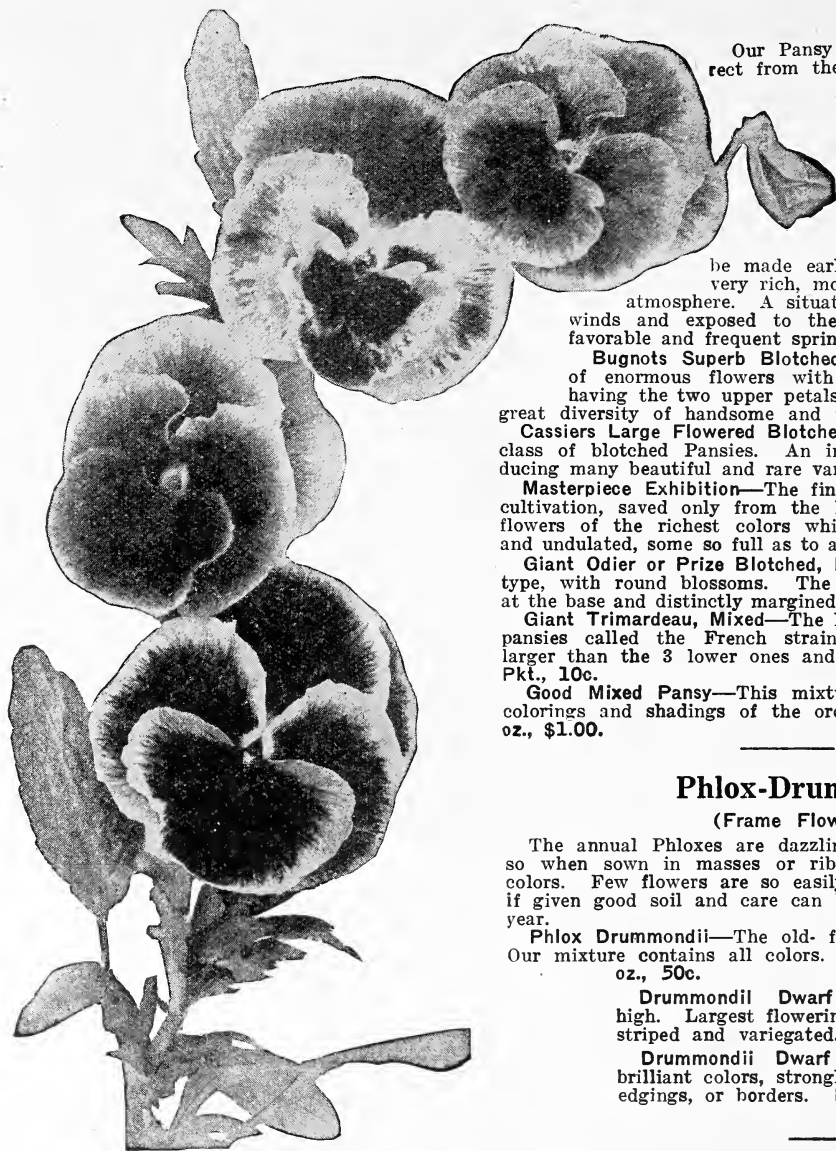 Our Pansy
rect from the
be made earl
very rich, mo
atmosphere. A situat
winds and exposed to the
favorable and frequent sprin
Bugnots Superb Blotched
of enormous flowers with
having the two upper petals
great diversity of handsome and
Cassiers Large Flowered Blotche
class of blotched Pansies. An in
ducing many beautiful and rare var
Masterpiece Exhibition—The fin
cultivation, saved only from the
flowers of the richest colors whi
and undulated, some so full as to a
Giant Odier or Prize Blotched,
type, with round blossoms. The
at the base and distinctly margined
Giant Trimardeau, Mixed—The
pansies called the French strain
larger than the 3 lower ones and
Pkt., 10c.
Good Mixed Pansy—This mixt
colorings and shadings of the or
oz., $1.00.
Phlox-Drum
(Frame Flow
The annual Phloxes are dazzlin
so when sown in masses or rib
colors. Few flowers are so easil
if given good soil and care can
year.
Phlox Drummondii—The old- f
Our mixture contains all colors.
oz., 50c.
Drummondii Dwarf
high. Largest flowerin
striped and variegated.
Drummondii Dwarf
brilliant colors, strongl
edgings, or borders.